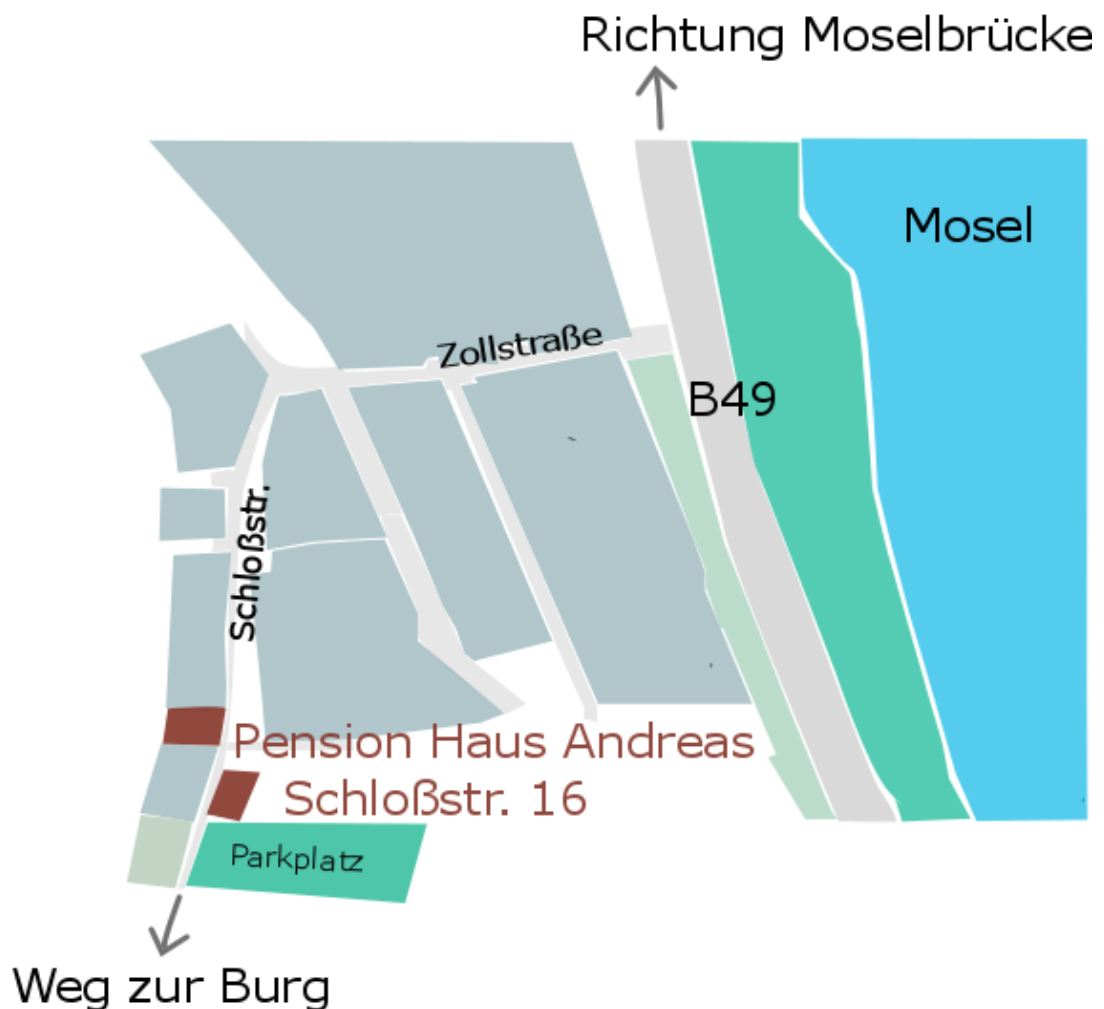 Richtung Moselbrücke
Mosel
Zollstraße
B49
Schloßstr.
Pension Haus Andreas
Schloßstr. 16
Parkplatz
Weg zur Burg